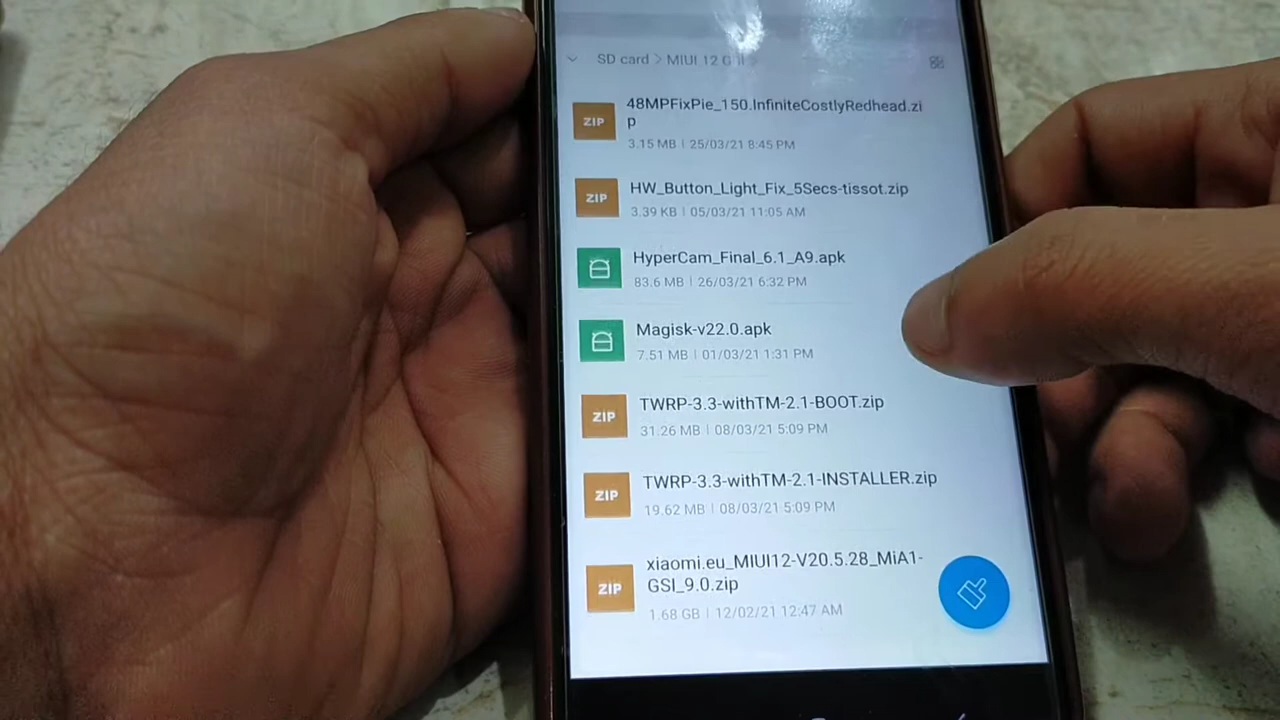 SD card > MIUI 12 G
48MPFixPie_150.InfiniteCostlyRedhead.zi
p
3.15 MB | 25/03/21 8:45 PM
ZIP
HW_Button_Light_Fix_5Secs-tissot.zip
3.39 KB | 05/03/21 11:05 AM
ZIP
HyperCam_Final_6.1_A9.apk
83.6 MB | 26/03/21 6:32 PM
Magisk-v22.0.apk
7.51 MB | 01/03/21 1:31 PM
TWRP-3.3-withTM-2.1-BOOT.zip
31.26 MB | 08/03/21 5:09 PM
ZIP
TWRP-3.3-withTM-2.1-INSTALLER.zip
19.62 MB | 08/03/21 5:09 PM
ZIP
xiaomi.eu_MIUI12-V20.5.28_MiA1-
GSI_9.0.zip
1.68 GB | 12/02/21 12:47 AM
ZIP